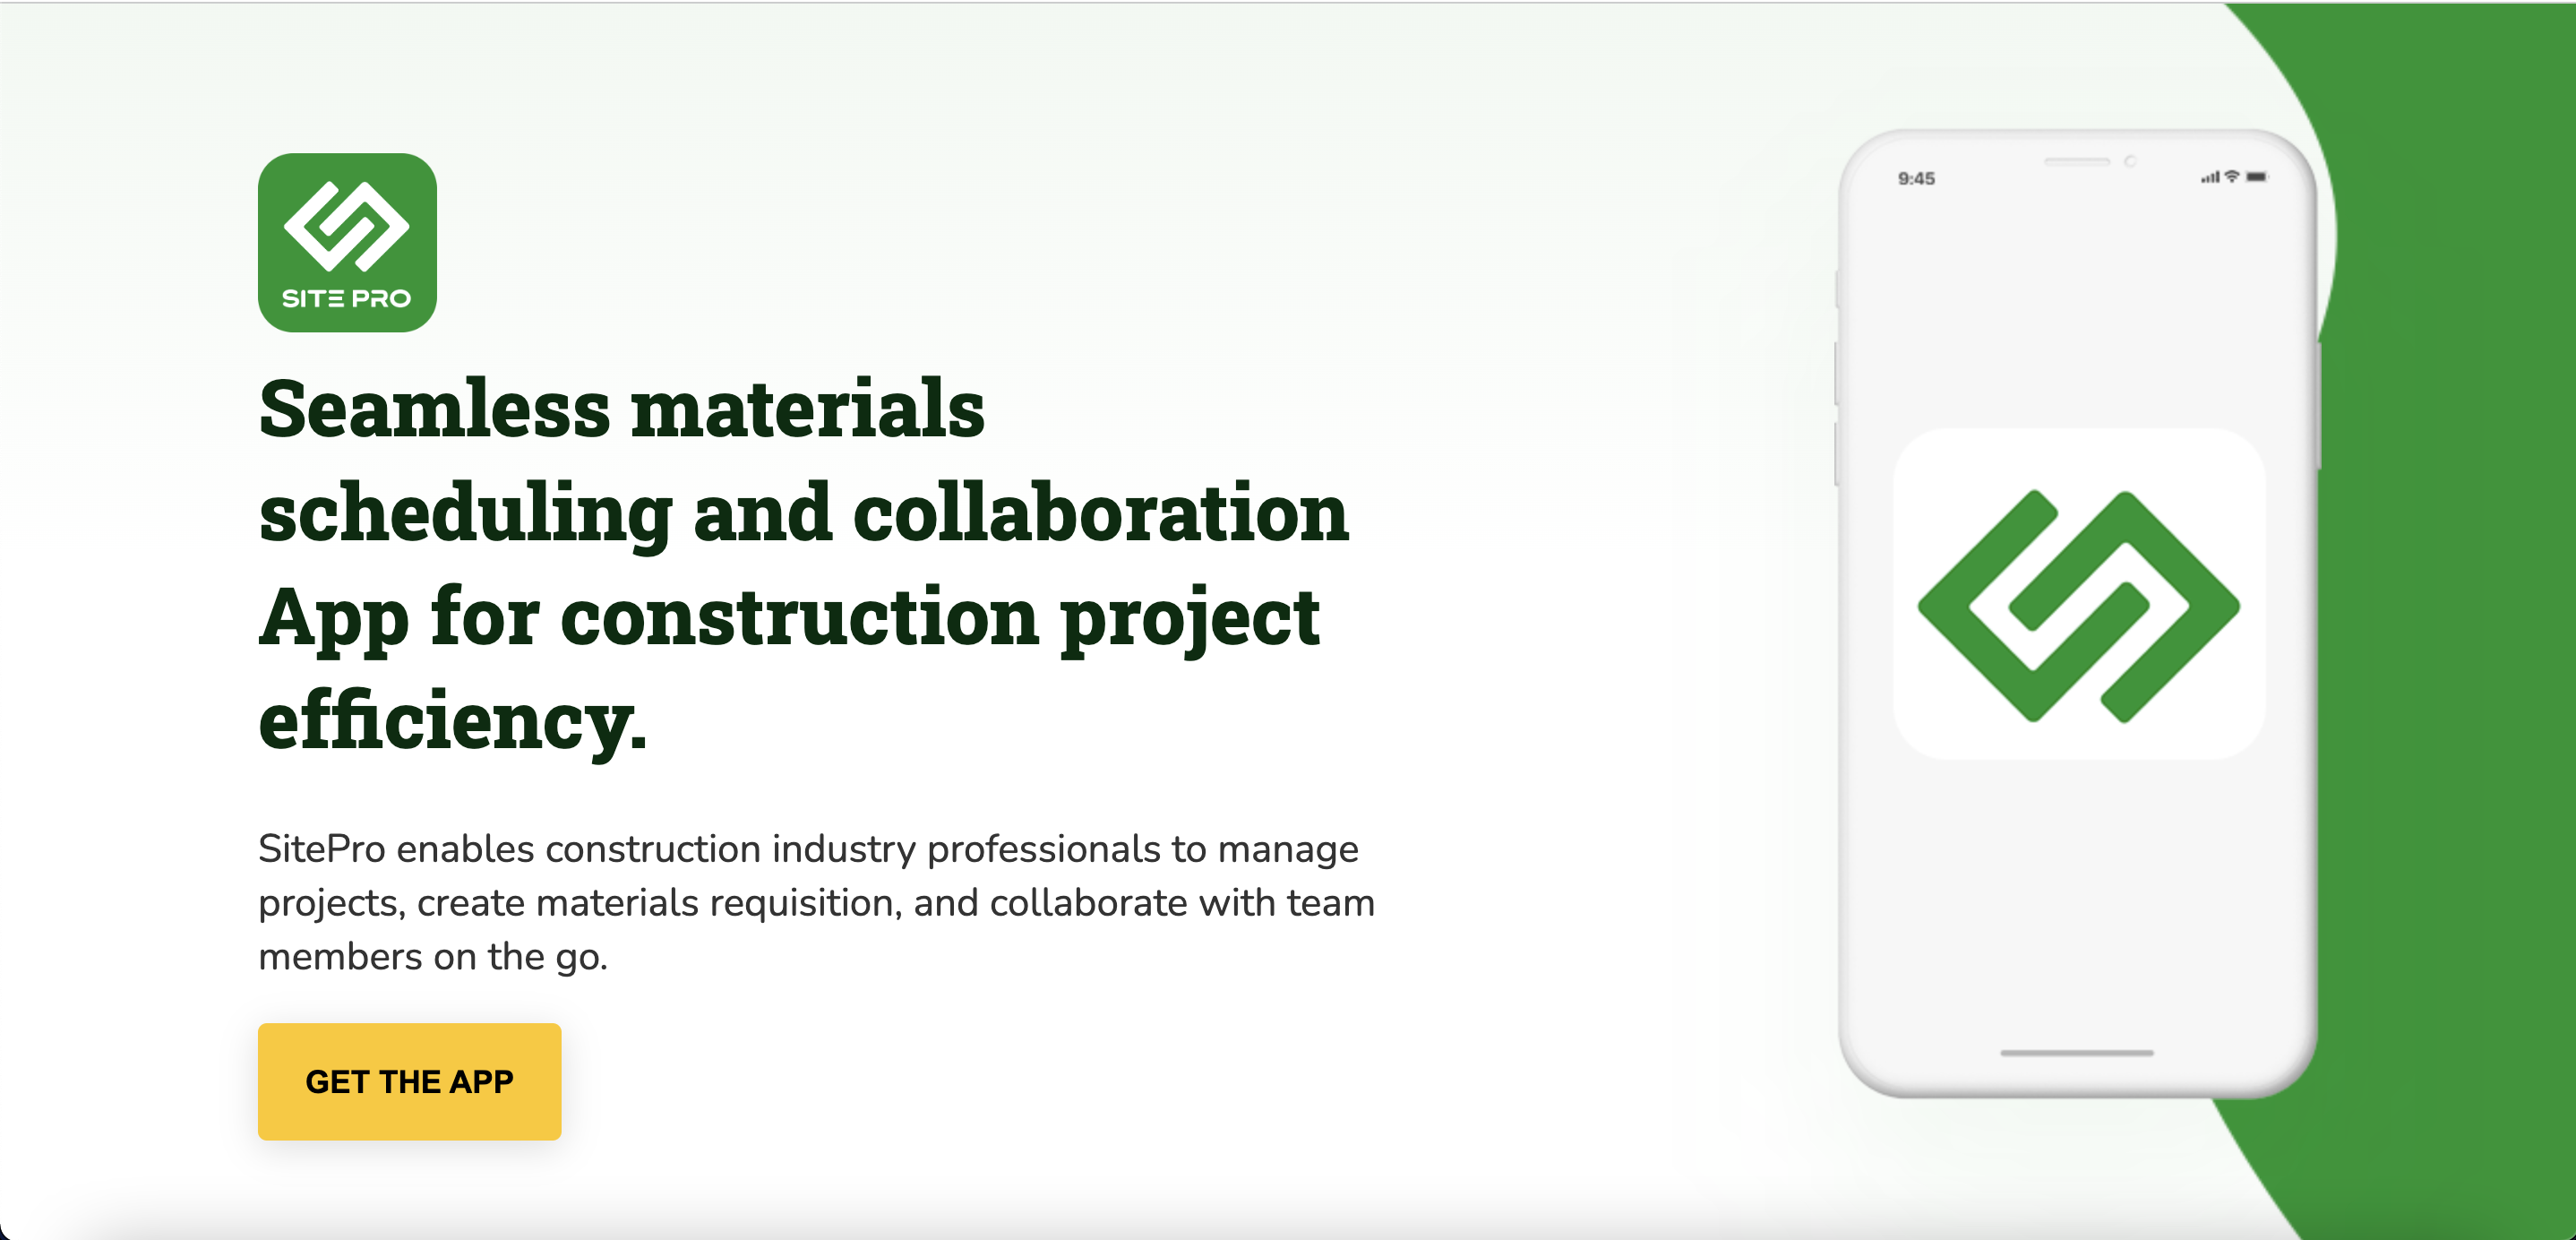 SITE PRO
Seamless materials
scheduling and collaboration
App for construction project
efficiency.
SitePro enables construction industry professionals to manage
projects, create materials requisition, and collaborate with team
members on the go.
GET THE APP
9:45